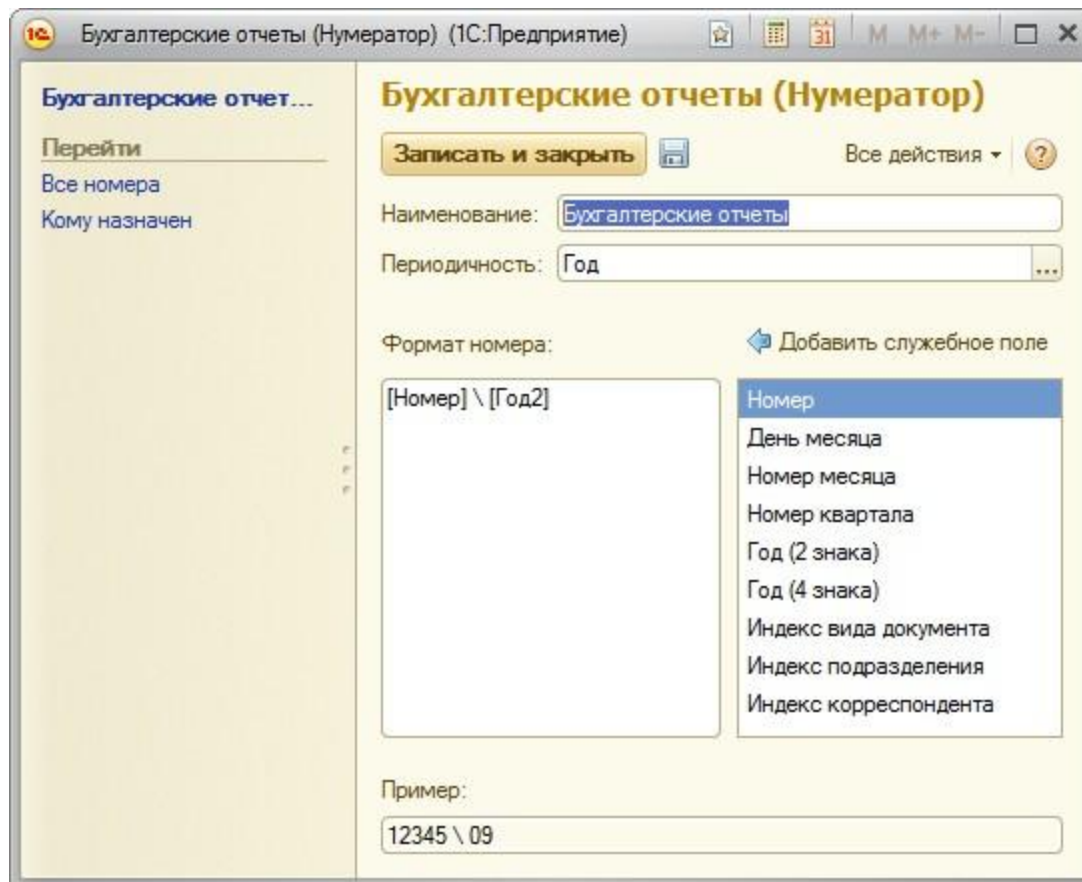 1С Бухгалтерские отчеты (Нумератор) (1С:Предприятие) 31 M M+ M-
Бухгалтерские отчет...
Перейти
Все номера
Кому назначен
Бухгалтерские отчеты (Нумератор)
Записать и закрыть Все действия ?
Наименование: Бухгалтерские отчеты
Периодичность: Год ...
Формат номера: Добавить служебное поле
[Номер] \ [Год2]
Номер
День месяца
Номер месяца
Номер квартала
Год (2 знака)
Год (4 знака)
Индекс вида документа
Индекс подразделения
Индекс корреспондента
Пример:
12345 \ 09